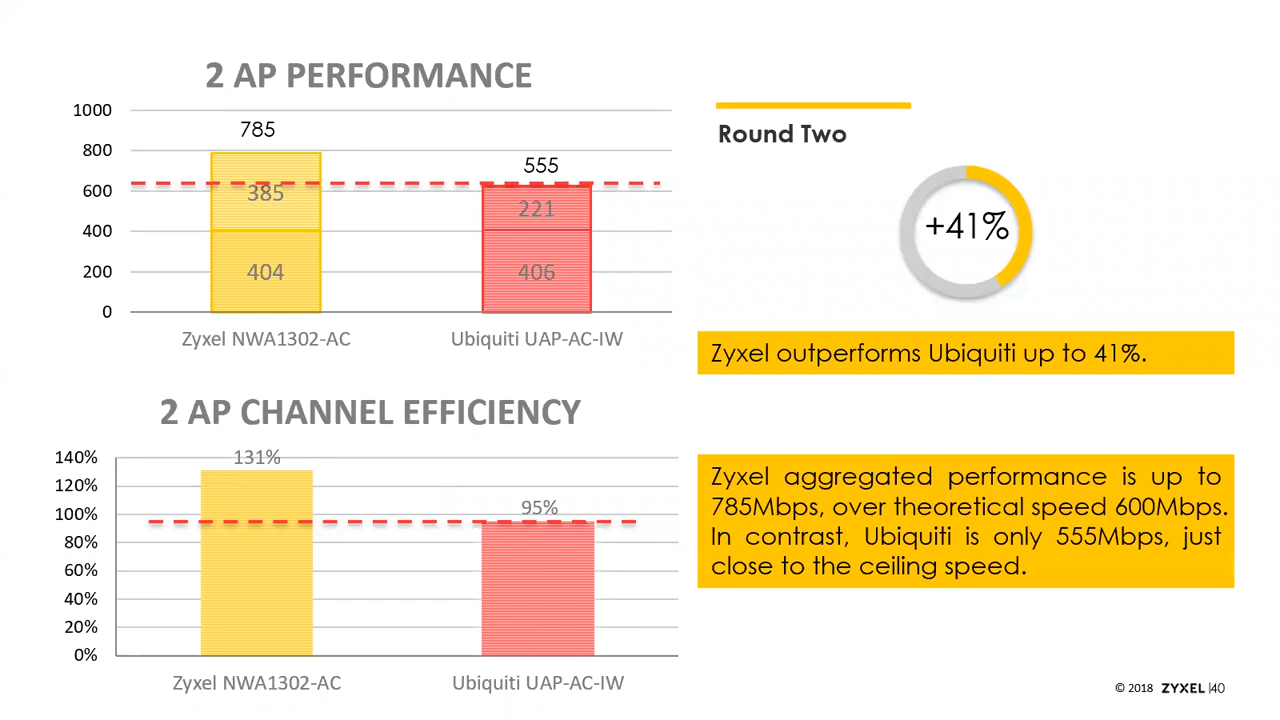 2 AP PERFORMANCE
1000
800
600
400
200
0
785
385
404
555
221
406
Zyxel NWA1302-AC
Ubiquiti UAP-AC-IW
2 AP CHANNEL EFFICIENCY
140%
120%
100%
80%
60%
40%
20%
0%
131%
95%
Zyxel NWA1302-AC
Ubiquiti UAP-AC-IW
Round Two
+41%
Zyxel outperforms Ubiquiti up to 41%.
Zyxel aggregated performance is up to
785Mbps, over theoretical speed 600Mbps.
In contrast, Ubiquiti is only 555Mbps, just
close to the ceiling speed.
© 2018 ZYXEL |40